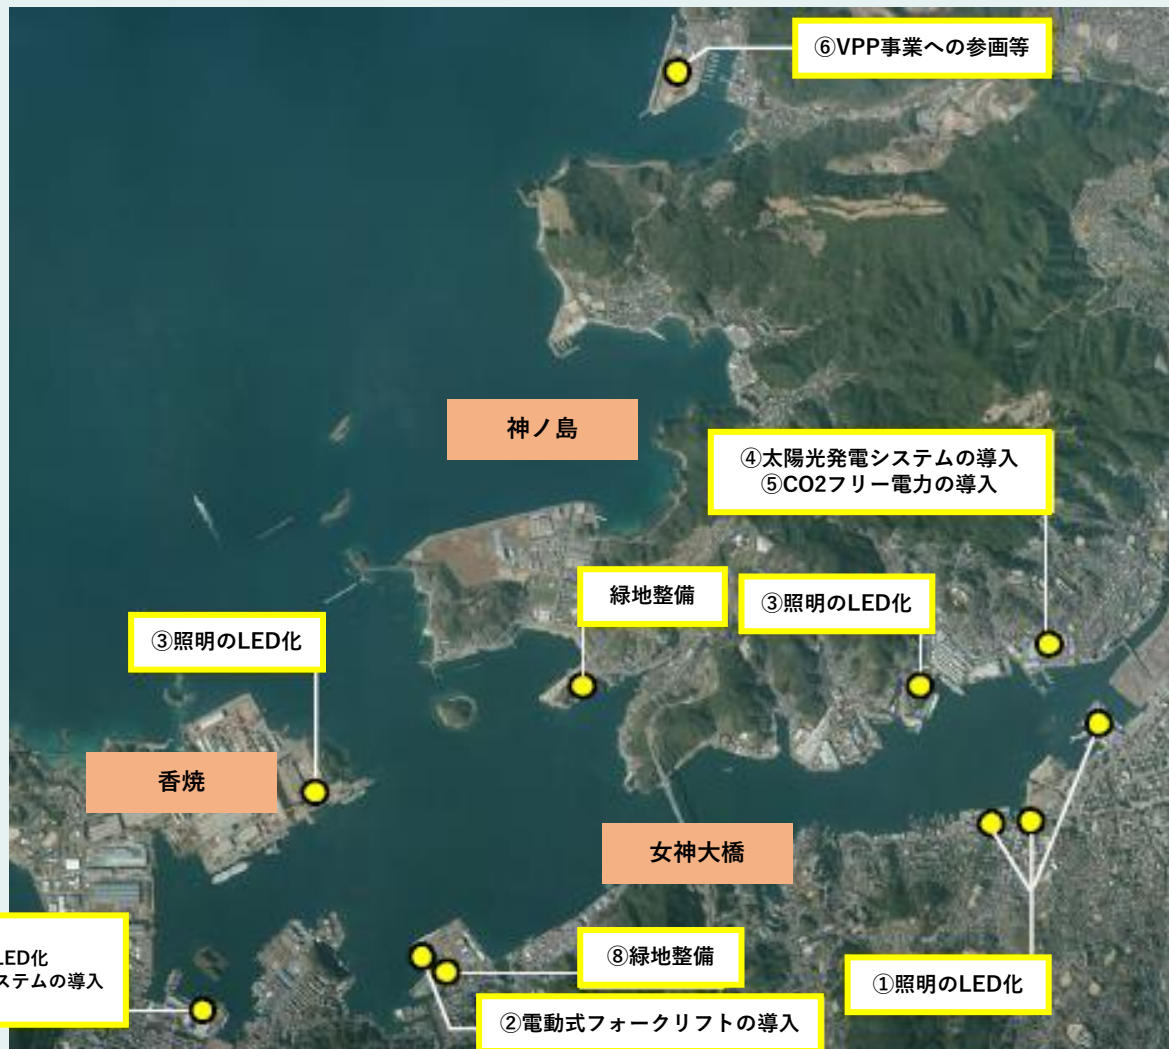 ⑥VPP事業への参画等
神ノ島
④太陽光発電システムの導入
⑤CO2フリー電力の導入
緑地整備
③照明のLED化
③照明のLED化
香焼
女神大橋
LED化
ステムの導入
⑧緑地整備
①照明のLED化
②電動式フォークリフトの導入